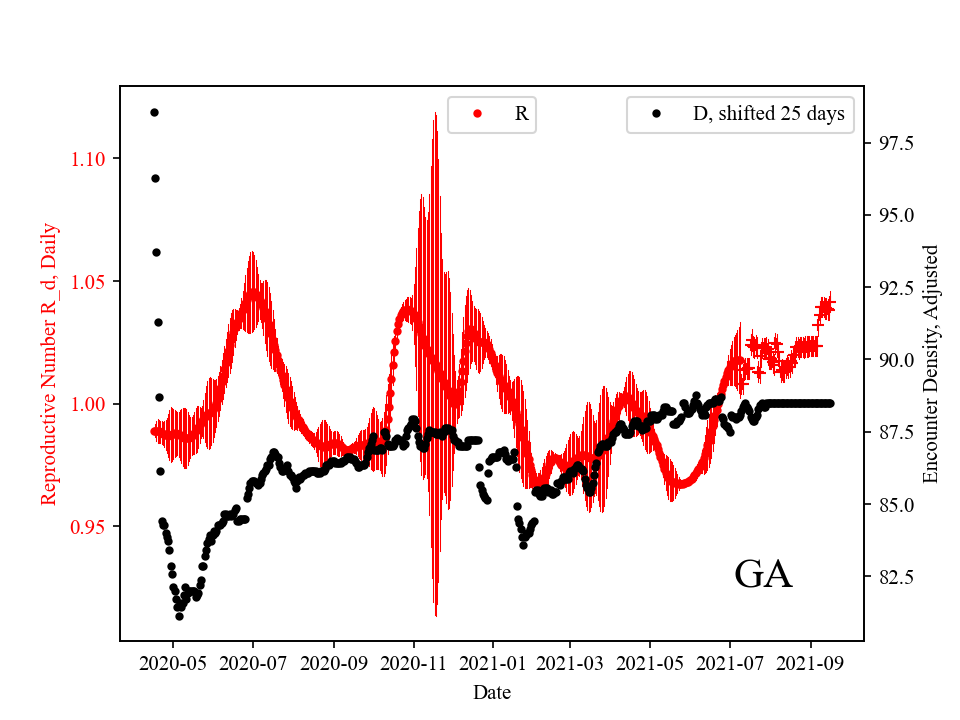 R
D, shifted 25 days
1.10
1.05
1.00
0.95
Reproductive Number R_d, Daily
97.5
95.0
92.5
90.0
87.5
85.0
82.5
Encounter Density, Adjusted
GA
2020-05 2020-07 2020-09 2020-11 2021-01 2021-03 2021-05 2021-07 2021-09
Date